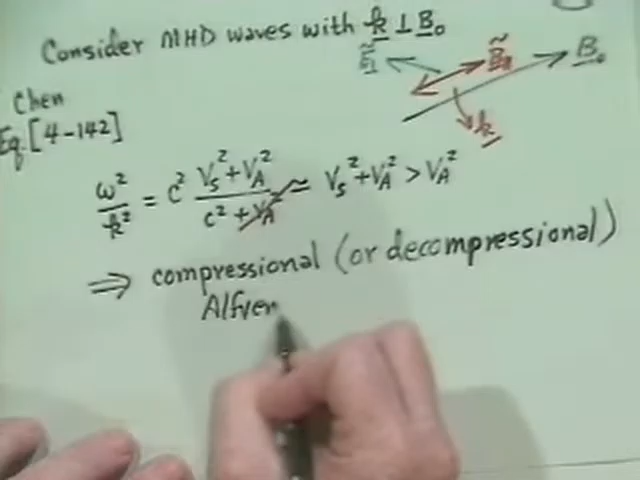 Consider MHD waves with k ⊥ B₀
Ẽ₁
B̃₁
B₀
k
Chen
Eq.[4-142]
ω²/k² = c² (Vs² + VA²)/(c² + VA²) ≃ Vs² + VA² > VA²
⇒ compressional (or decompressional)
Alfven